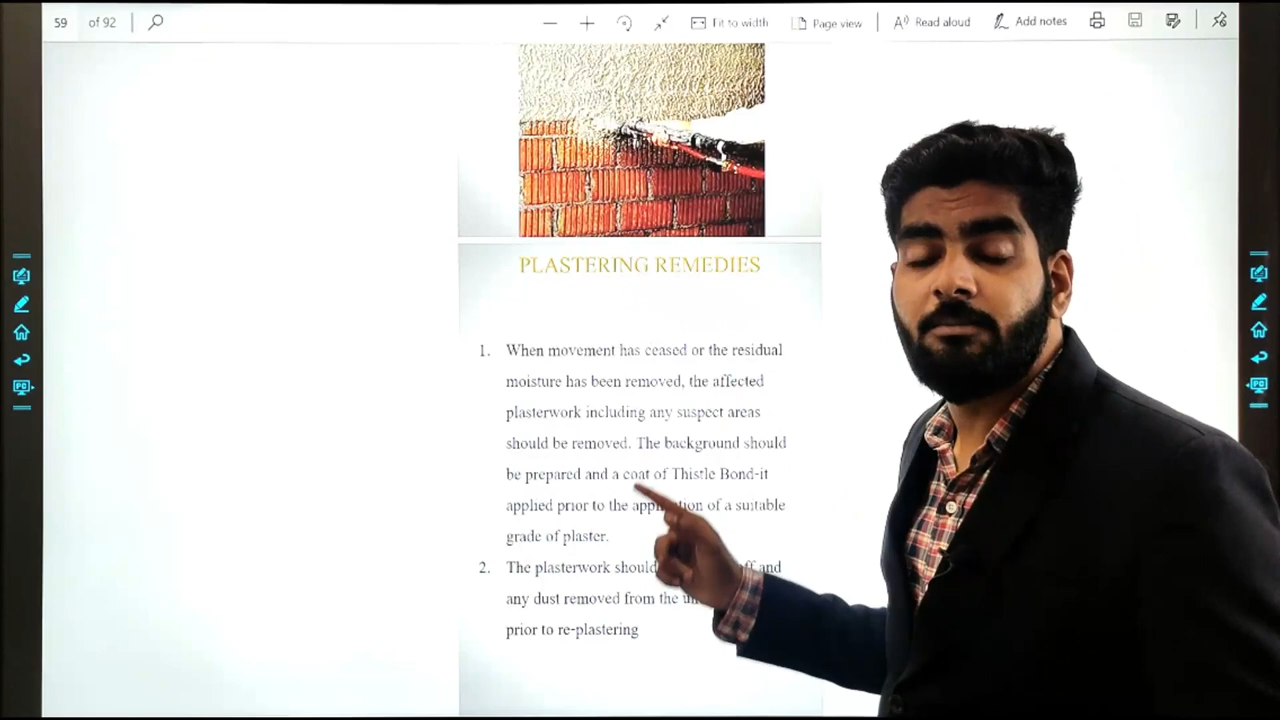 59 of 92
Fit to width
Page view
Read aloud
Add notes
PLASTERING REMEDIES
1. When movement has ceased or the residual
moisture has been removed, the affected
plasterwork including any suspect areas
should be removed. The background should
be prepared and a coat of Thistle Bond-it
applied prior to the of a suitable
grade of plaster.
2. The plasterwork should and
any dust removed from the
prior to re-plastering
PC
PC